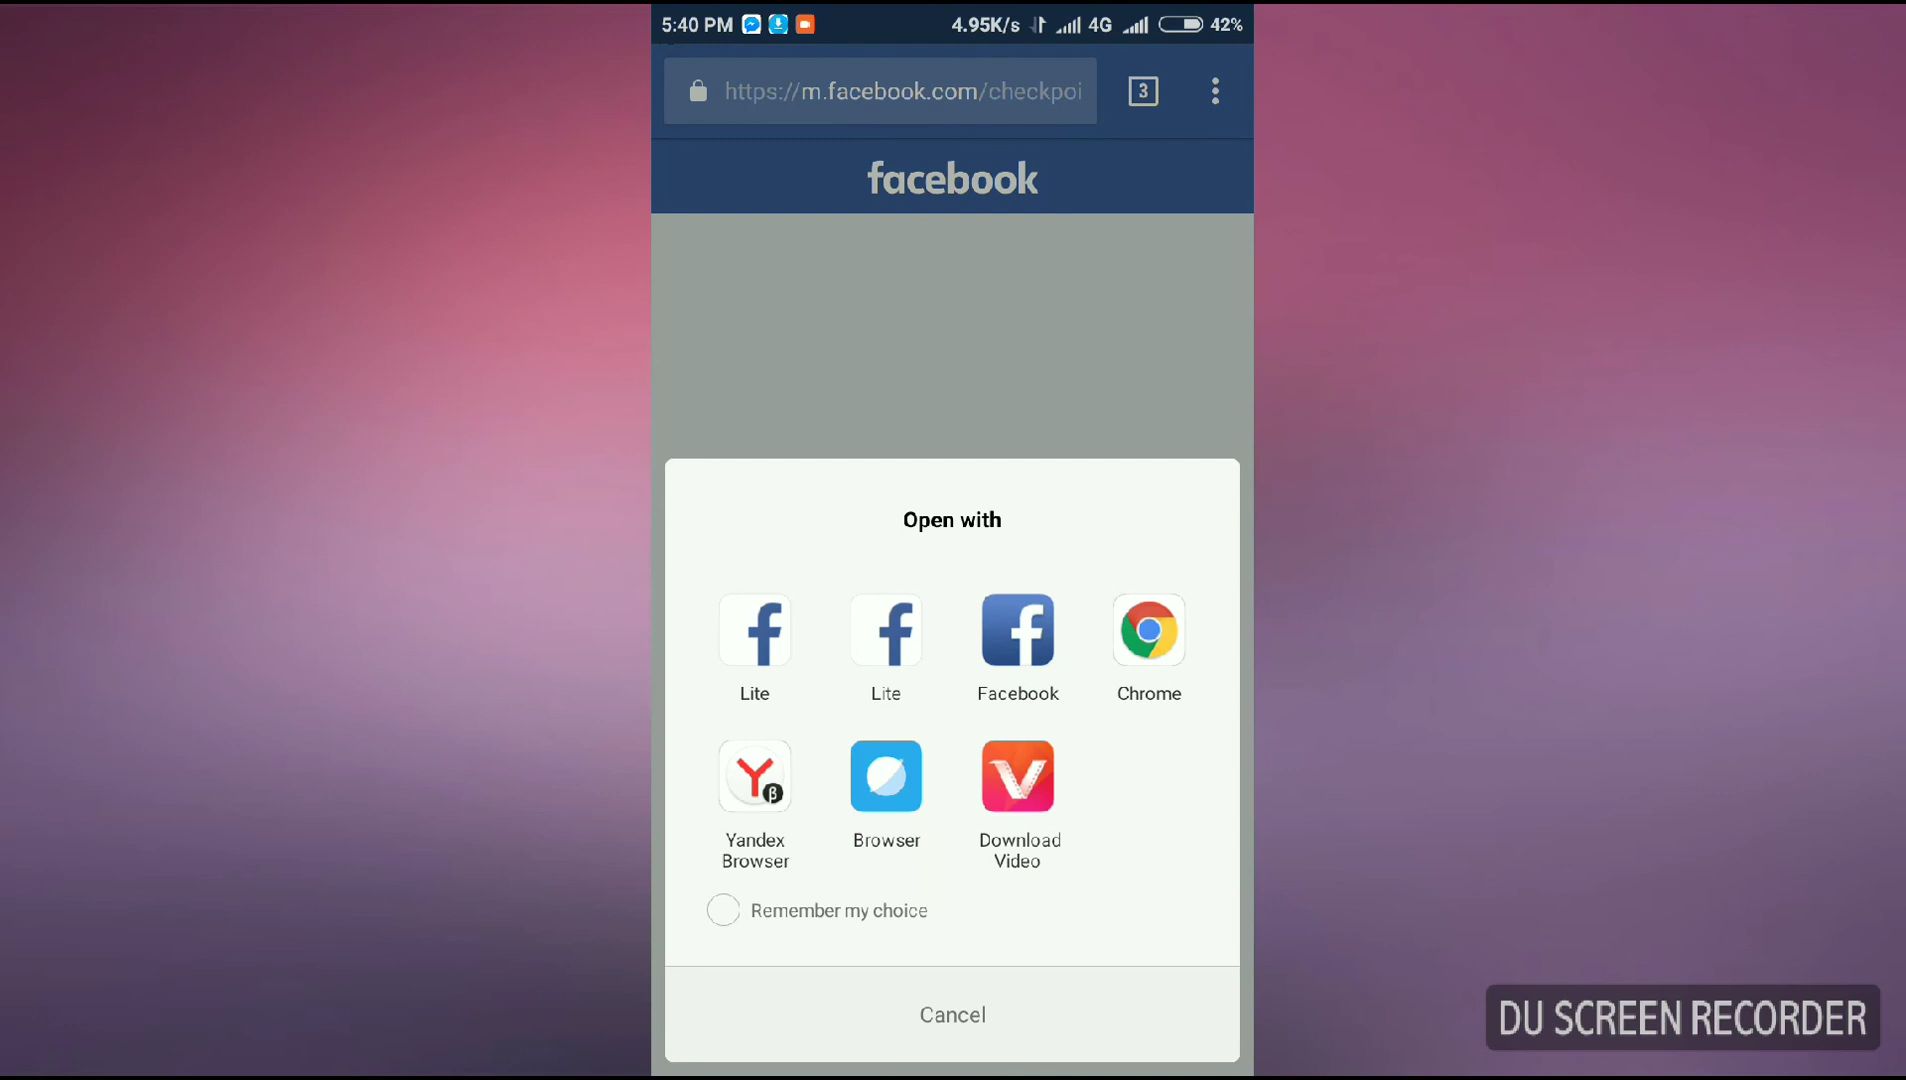 5:40 PM 4.95K/s 4G 42%
https://m.facebook.com/checkpoi 3
facebook
Open with
Lite Lite Facebook Chrome
Yandex Browser Download
Browser Video
Remember my choice
Cancel
DU SCREEN RECORDER